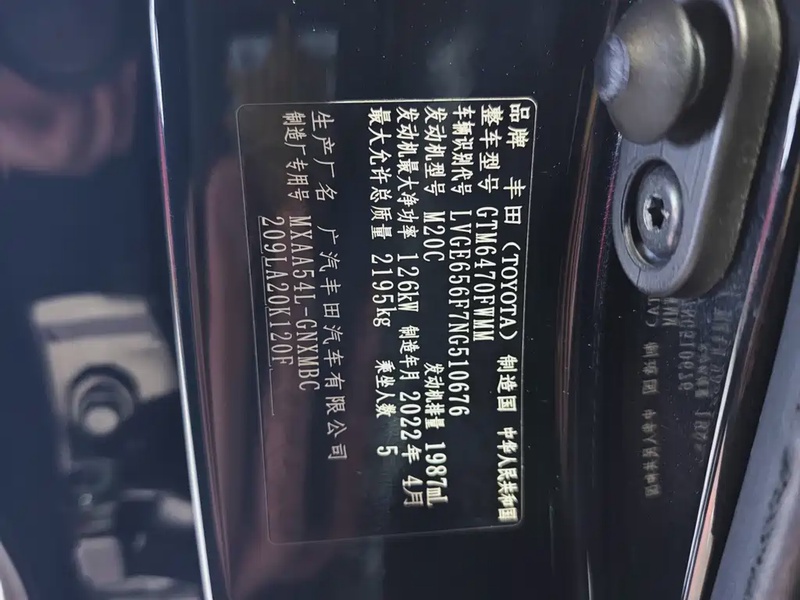 品牌 丰田（TOYOTA） 制造国 中华人民共和国
整车型号 GTM6470FWMM
车辆识别代号 LVGE656F7NG510676
发动机型号 M20C 发动机排量 1987mL
发动机最大净功率 126kW 制造年月 2022年4月
最大允许总质量 2195kg 乘坐人数 5
生产厂名 广汽丰田汽车有限公司
制造厂专用号 MXAA54L-GNXMBC
209LA20K120F